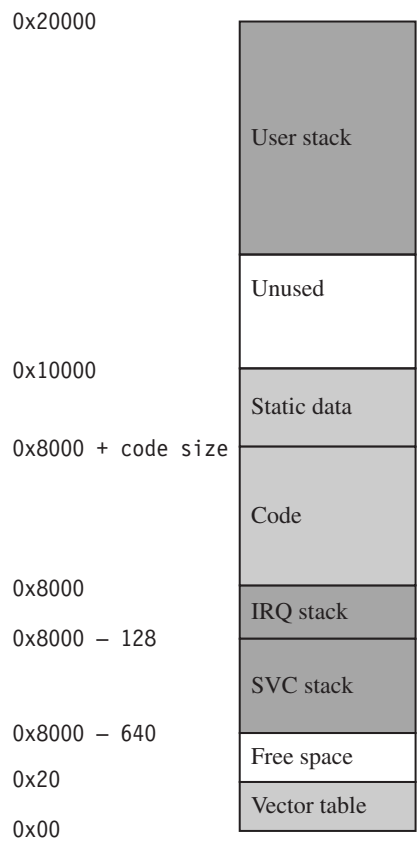 0x20000
User stack
Unused
0x10000
Static data
0x8000 + code size
Code
0x8000
IRQ stack
0x8000 – 128
SVC stack
0x8000 – 640
Free space
0x20
Vector table
0x00